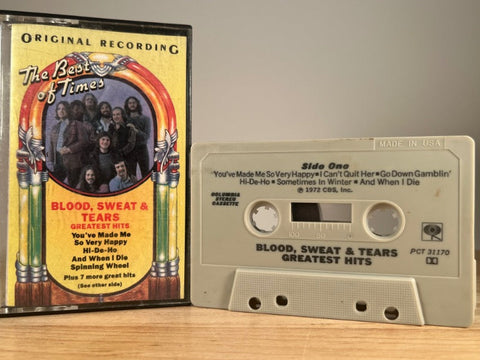 ORIGINAL RECORDING
The Best
of Times
BLOOD, SWEAT &
TEARS
GREATEST HITS
You've Made Me
So Very Happy
Hi-De-Ho
And When I Die
Spinning Wheel
Plus 7 more great hits
(See other side)
MADE IN USA
Side One
You've Made Me So Very Happy■I Can't Quit Her■Go Down Gamblin'
Hi-De-Ho■Sometimes In Winter■And When I Die
℗ 1972 CBS, Inc.
COLUMBIA
STEREO
CASSETTE
100 50 0
BLOOD, SWEAT & TEARS
GREATEST HITS
PCT 31170